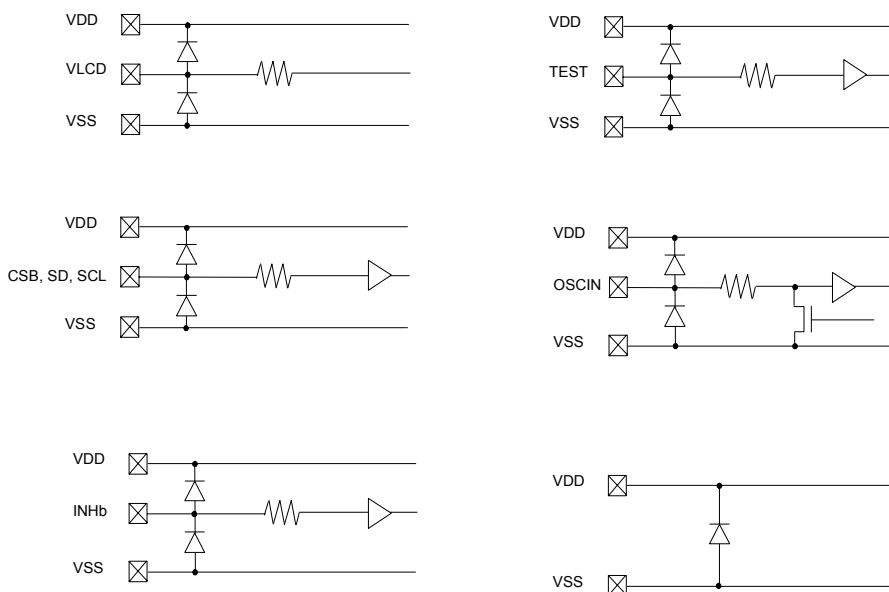 VDD
VLCD
VSS
VDD
TEST
VSS
VDD
CSB, SD, SCL
VSS
VDD
OSCIN
VSS
VDD
INHb
VSS
VDD
VSS